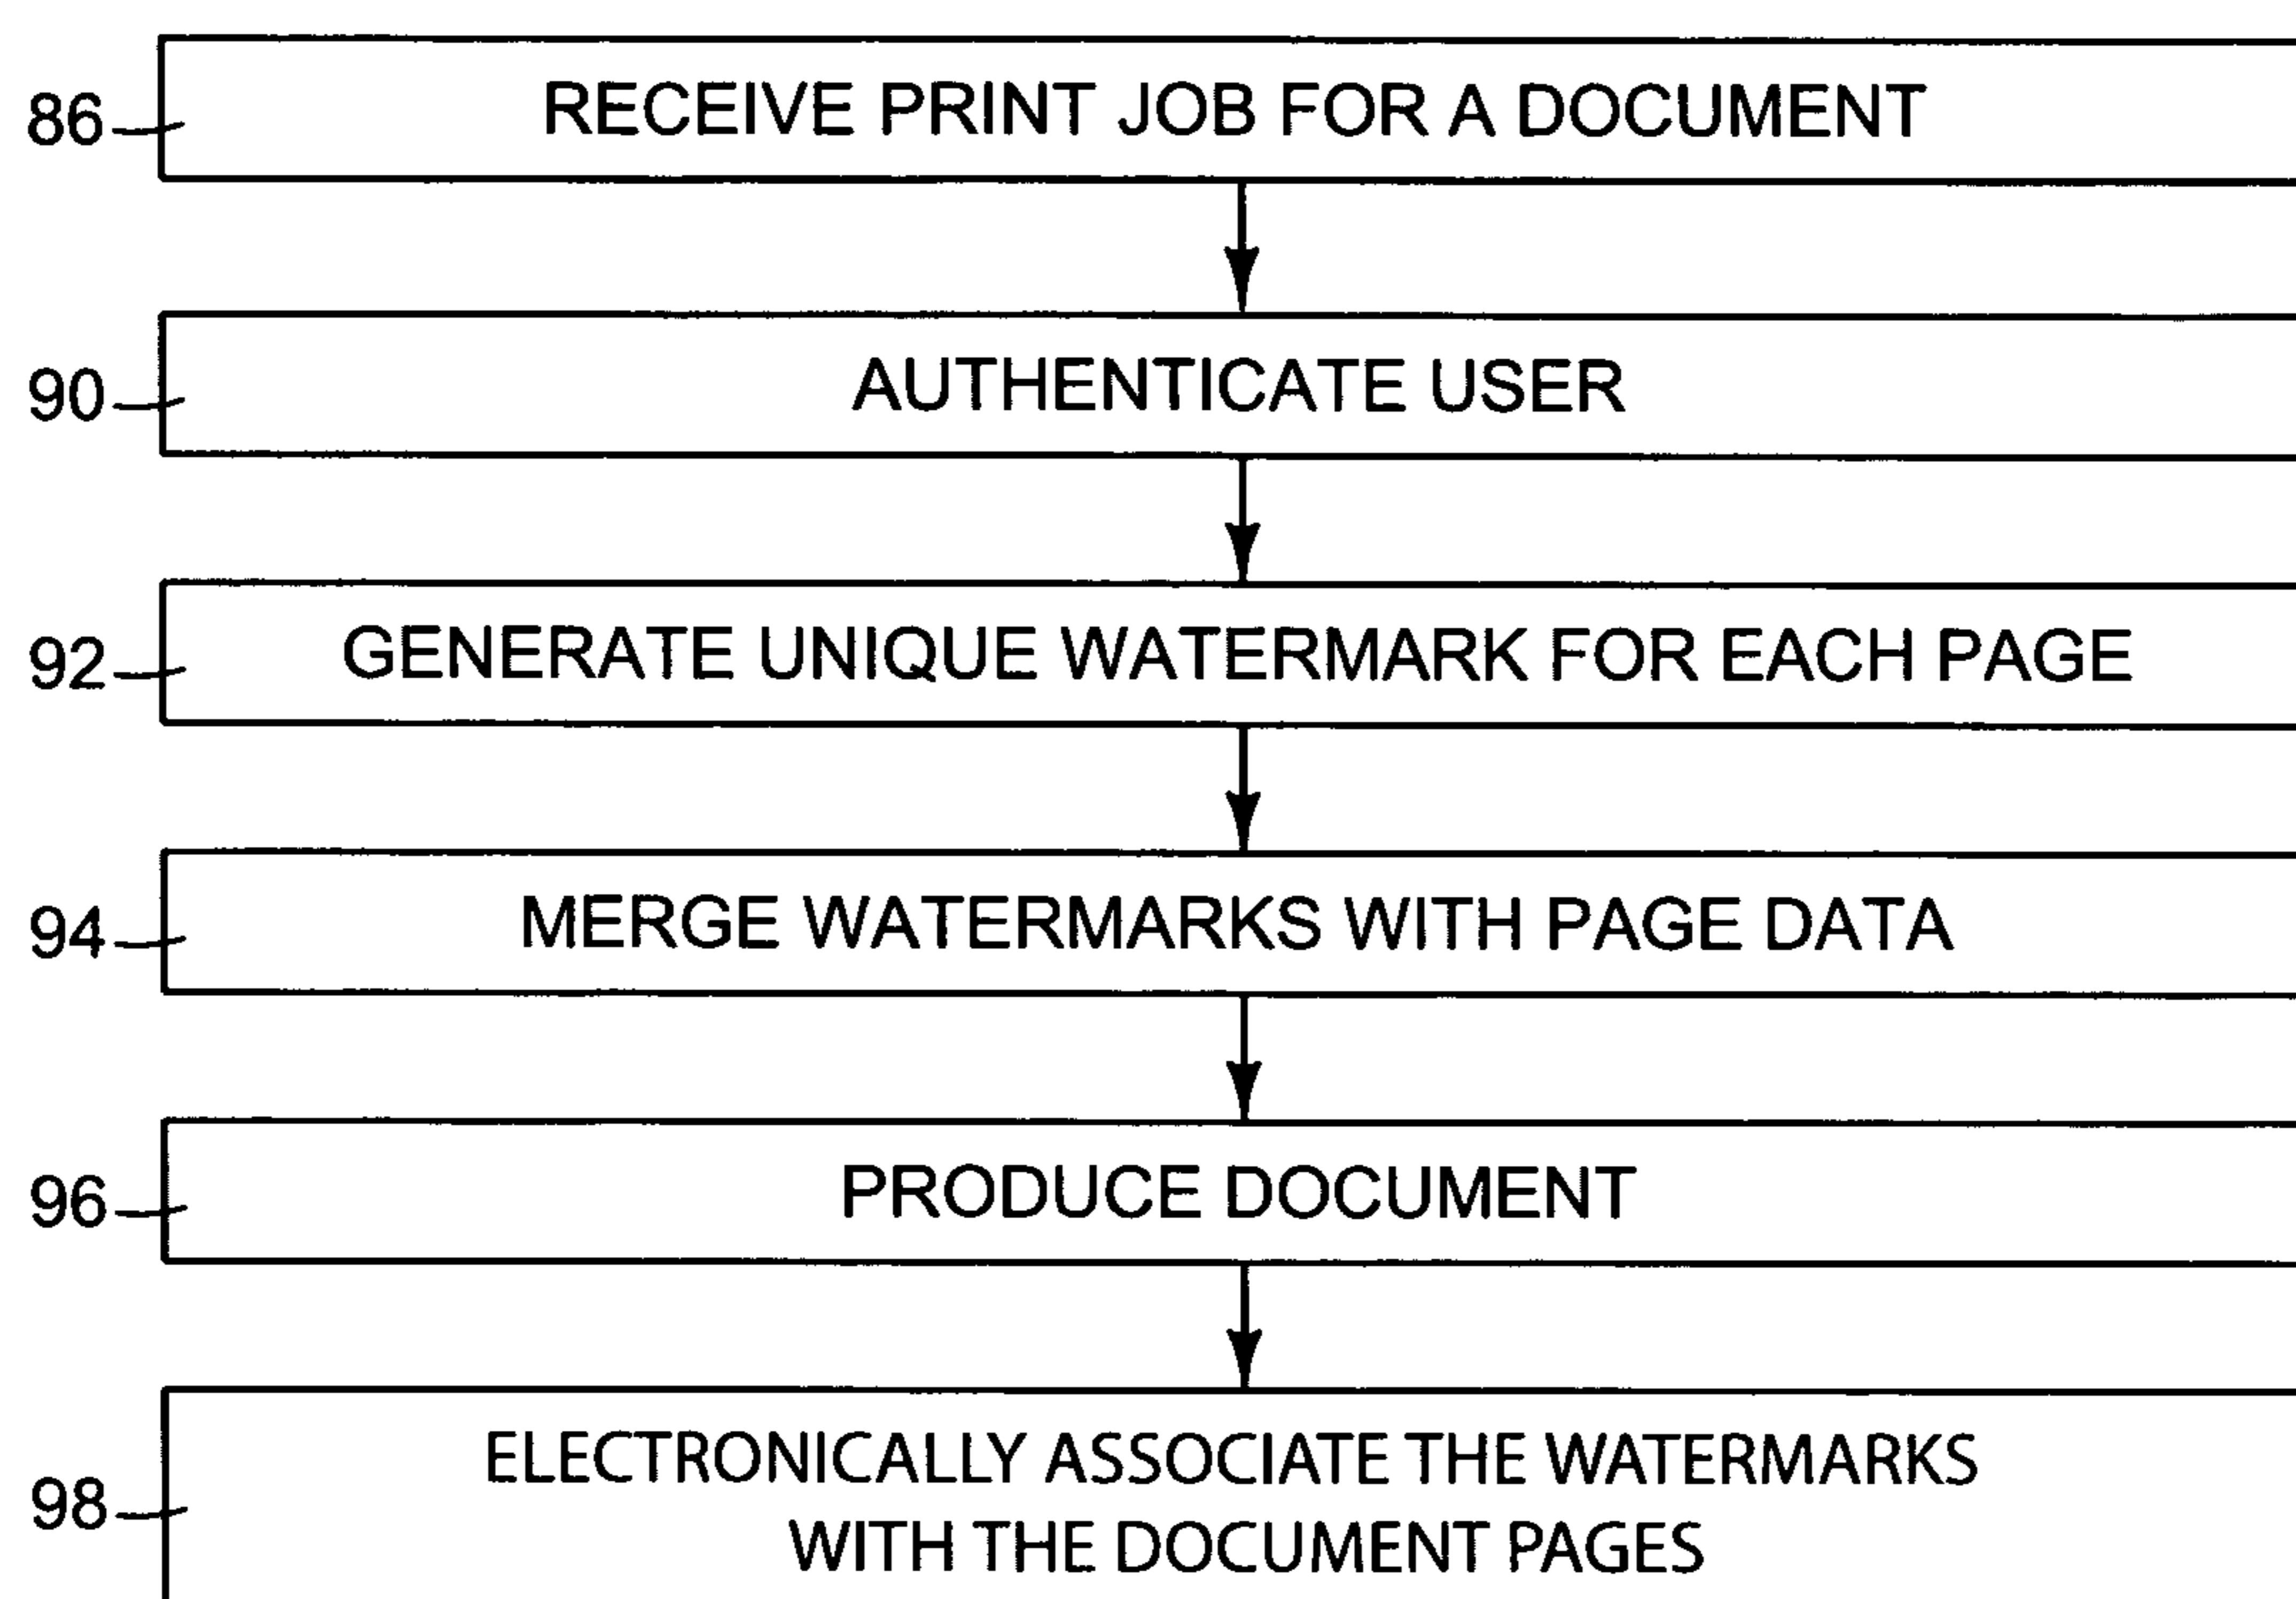 86 RECEIVE PRINT JOB FOR A DOCUMENT
90 AUTHENTICATE USER
92 GENERATE UNIQUE WATERMARK FOR EACH PAGE
94 MERGE WATERMARKS WITH PAGE DATA
96 PRODUCE DOCUMENT
ELECTRONICALLY ASSOCIATE THE WATERMARKS
98
WITH THE DOCUMENT PAGES